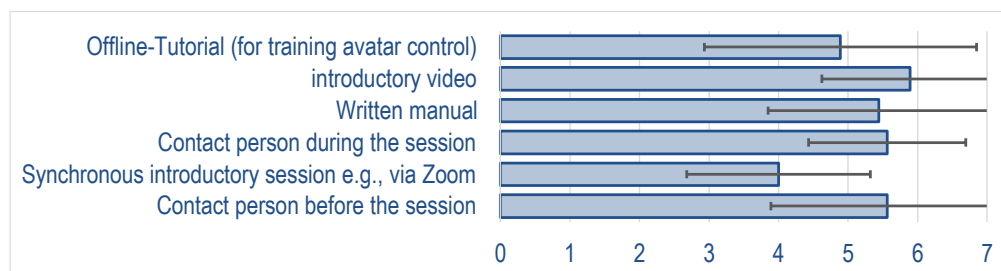 Offline-Tutorial (for training avatar control)
introductory video
Written manual
Contact person during the session
Synchronous introductory session e.g., via Zoom
Contact person before the session
0 1 2 3 4 5 6 7